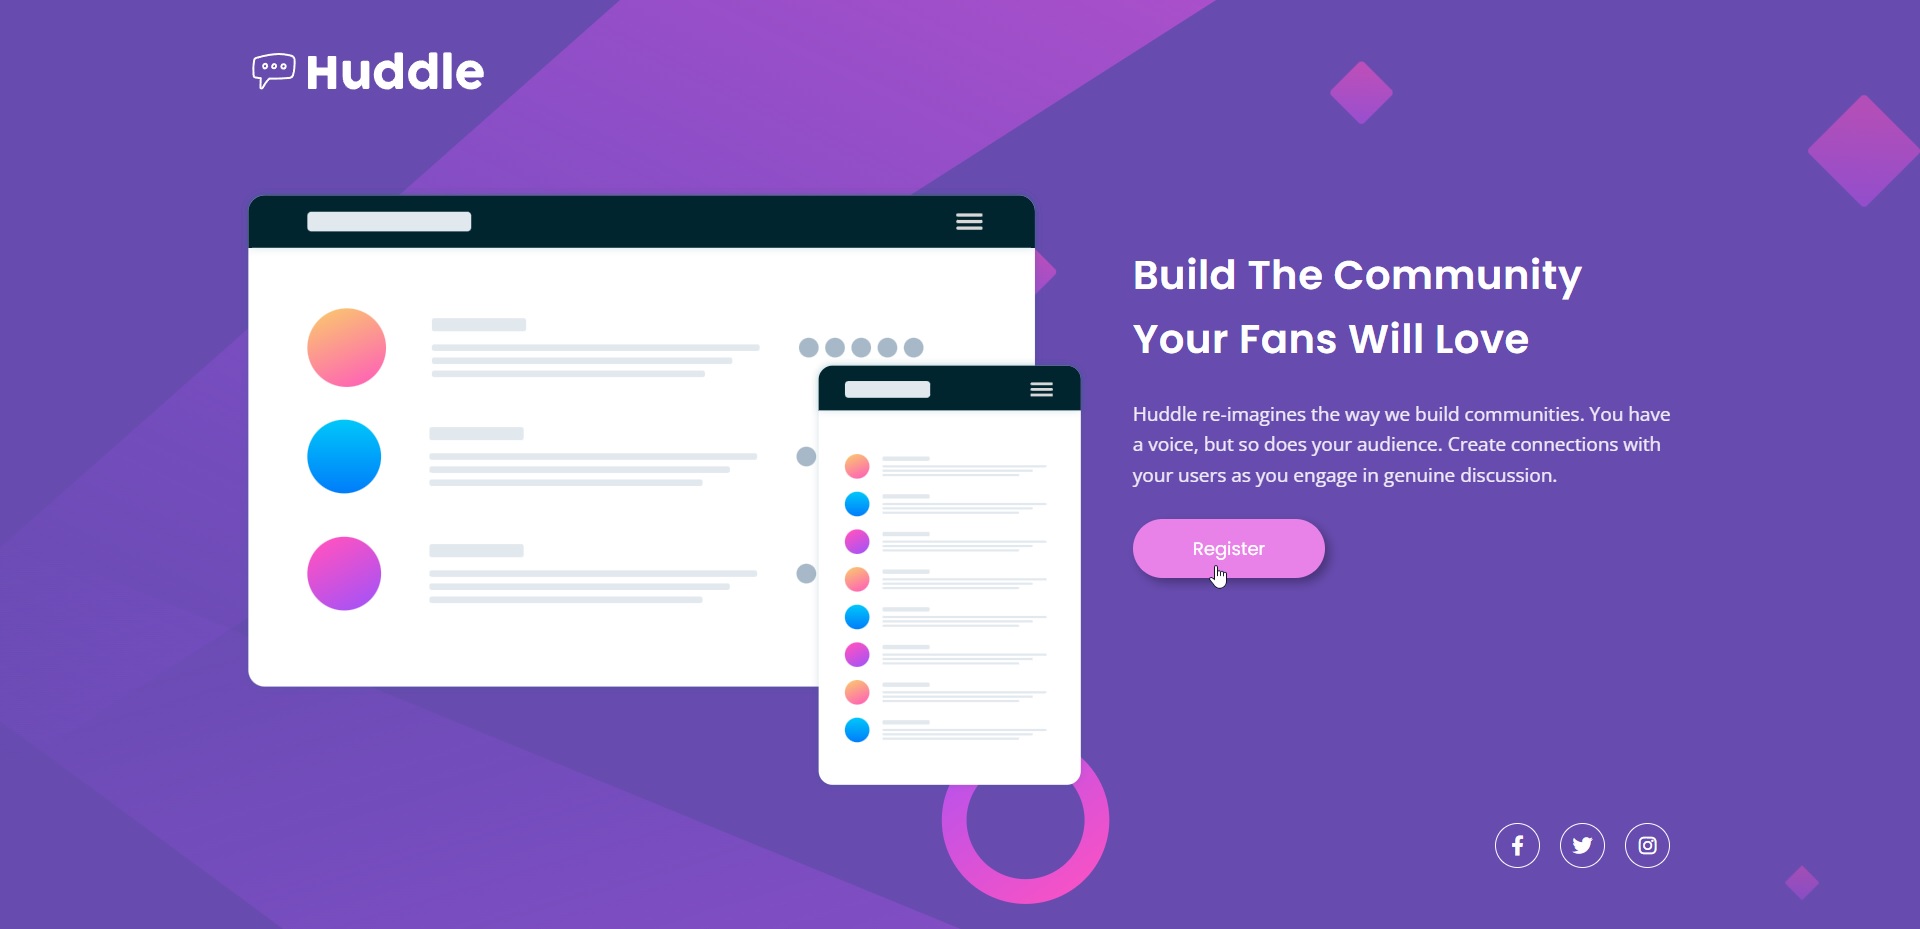 Huddle
Build The Community
Your Fans Will Love
Huddle re-imagines the way we build communities. You have
a voice, but so does your audience. Create connections with
your users as you engage in genuine discussion.
Register